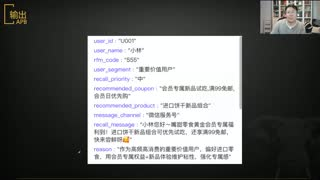 输出
APB
user_id = "U001"
user_name = "小林"
rfm_code = "555"
user_segment = "重要价值用户"
recall_priority = "中"
recommended_coupon = "会员专属新品试吃,满99免邮,
会员日优先购"
recommended_product = "进口饼干新品组合"
message_channel = "微信服务号"
recall_message = "小林您好~嘴甜零食黄金会员专属福
利到！进口饼干新品组合可优先试吃，还享满99免邮,
快来尝鲜呀🥰"
reason = "作为高频高消费的重要价值用户，偏好进口零
食，用会员专属权益+新品体验维护粘性，强化专属感"